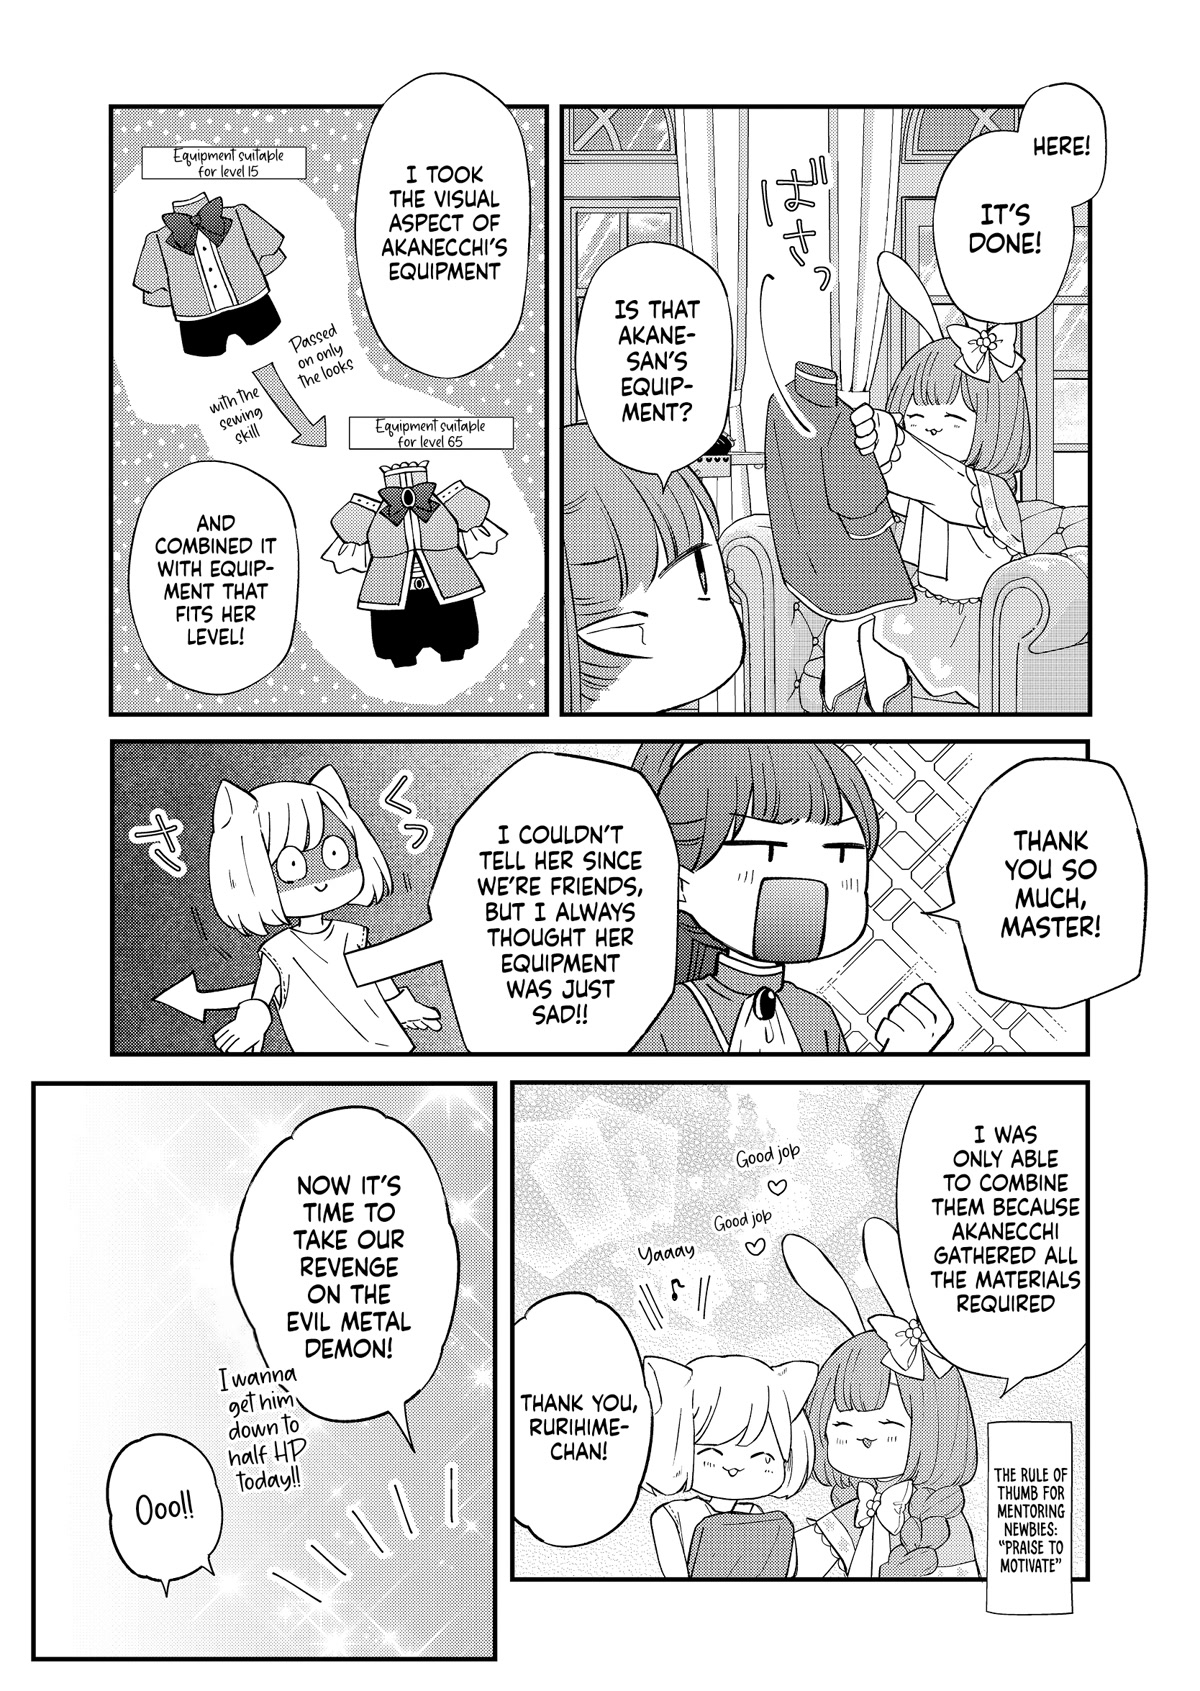 HERE!
IT'S
DONE!
ばさっ
IS THAT
AKANE-
SAN'S
EQUIP-
MENT?
I TOOK
THE VISUAL
ASPECT OF
AKANECCHI'S
EQUIPMENT
Equipment suitable
for level 15
Passed
on only
the looks
with the
sewing
skill
Equipment suitable
for level 65
AND
COMBINED IT
WITH EQUIP-
MENT THAT
FITS HER
LEVEL!
THANK
YOU SO
MUCH,
MASTER!
I COULDN'T
TELL HER SINCE
WE'RE FRIENDS,
BUT I ALWAYS
THOUGHT HER
EQUIPMENT
WAS JUST
SAD!!
ぐっ
さ
I WAS
ONLY ABLE
TO COMBINE
THEM BECAUSE
AKANECCHI
GATHERED ALL
THE MATERIALS
REQUIRED
Good job
Good job
Yaaay
THANK YOU,
RURIHIME-
CHAN!
THE RULE OF
THUMB FOR
MENTORING
NEWBIES:
"PRAISE TO
MOTIVATE"
NOW IT'S
TIME TO
TAKE OUR
REVENGE
ON THE
EVIL METAL
DEMON!
I wanna
get him
down to
half HP
today!!
Ooo!!